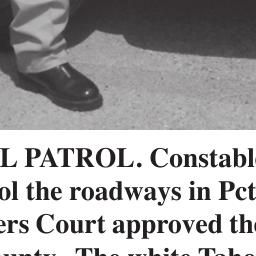 L PATROL. Constable
ol the roadways in Pct
ers Court approved the
unty. The white Taho